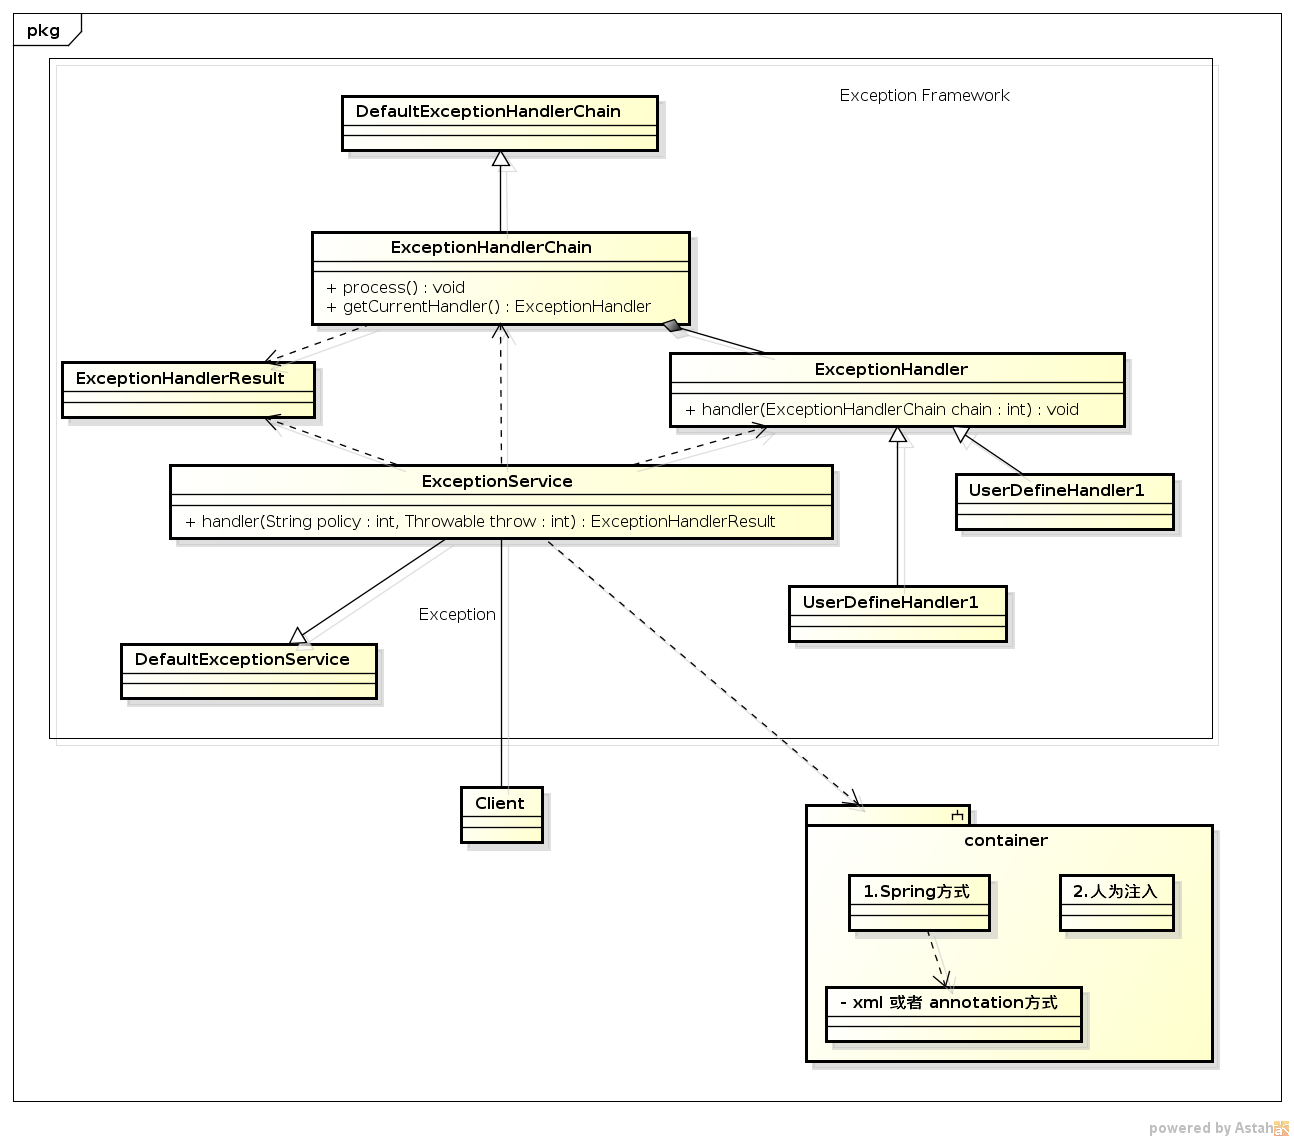 pkg
Exception Framework
DefaultExceptionHandlerChain
ExceptionHandlerChain
+ process() : void
+ getCurrentHandler() : ExceptionHandler
ExceptionHandlerResult
ExceptionHandler
+ handler(ExceptionHandlerChain chain : int) : void
ExceptionService
+ handler(String policy : int, Throwable throw : int) : ExceptionHandlerResult
UserDefineHandler1
UserDefineHandler1
Exception
DefaultExceptionService
Client
container
1.Spring方式
2.人为注入
- xml 或者 annotation方式
powered by Astah